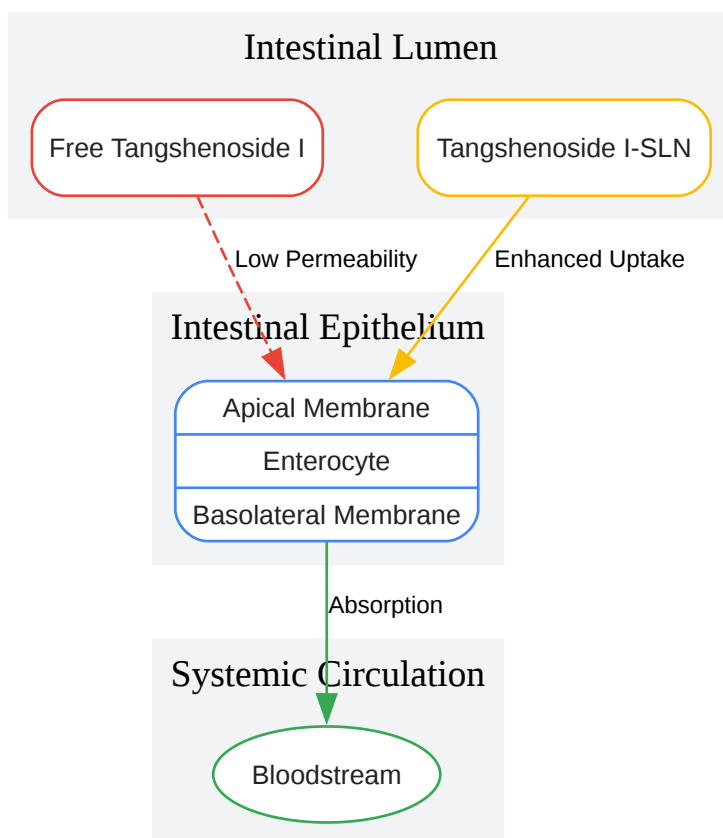 Intestinal Lumen
Free Tangshenoside I
Tangshenoside I-SLN
Low Permeability
Enhanced Uptake
Intestinal Epithelium
Apical Membrane
Enterocyte
Basolateral Membrane
Absorption
Systemic Circulation
Bloodstream